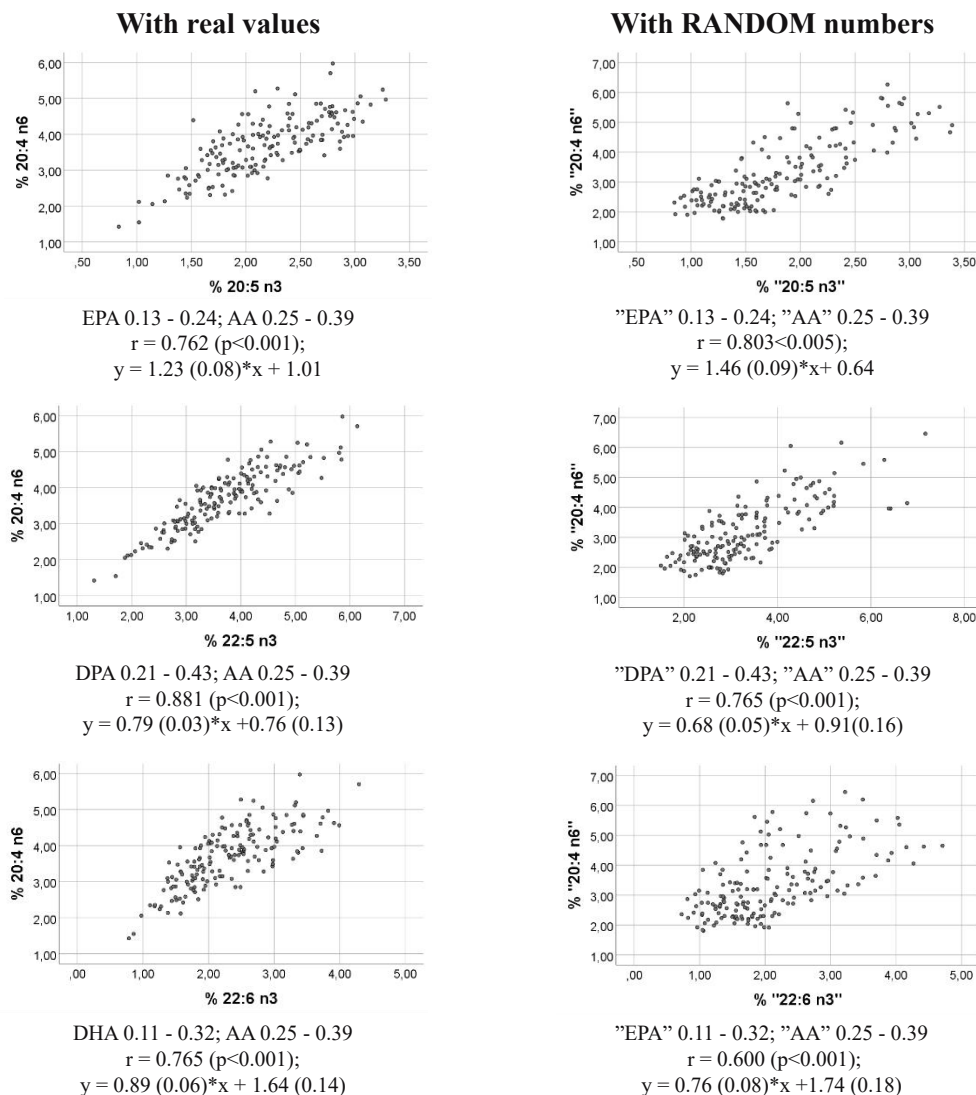 With real values
6,00
5,00
4,00
3,00
2,00
1,00
% 20:4 n6
,50 1,00 1,50 2,00 2,50 3,00 3,50
% 20:5 n3
EPA 0.13 - 0.24; AA 0.25 - 0.39
r = 0.762 (p<0.001);
y = 1.23 (0.08)*x + 1.01
With RANDOM numbers
7,00
6,00
5,00
4,00
3,00
2,00
1,00
% "20:4 n6"
,50 1,00 1,50 2,00 2,50 3,00 3,50
% "20:5 n3"
”EPA” 0.13 - 0.24; "AA” 0.25 - 0.39
r = 0.803<0.005);
y = 1.46 (0.09)*x+ 0.64
6,00
5,00
4,00
3,00
2,00
1,00
% 20:4 n6
1,00 2,00 3,00 4,00 5,00 6,00 7,00
% 22:5 n3
DPA 0.21 - 0.43; AA 0.25 - 0.39
r = 0.881 (p<0.001);
y = 0.79 (0.03)*x +0.76 (0.13)
7,00
6,00
5,00
4,00
3,00
2,00
1,00
% "20:4 n6"
2,00 4,00 6,00 8,00
% "22:5 n3"
”DPA” 0.21 - 0.43; ”AA” 0.25 - 0.39
r = 0.765 (p<0.001);
y = 0.68 (0.05)*x + 0.91(0.16)
6,00
5,00
4,00
3,00
2,00
1,00
% 20:4 n6
,00 1,00 2,00 3,00 4,00 5,00
% 22:6 n3
DHA 0.11 - 0.32; AA 0.25 - 0.39
r = 0.765 (p<0.001);
y = 0.89 (0.06)*x + 1.64 (0.14)
7,00
6,00
5,00
4,00
3,00
2,00
1,00
% "20:4 n6"
,00 1,00 2,00 3,00 4,00 5,00
% "22:6 n3"
”EPA” 0.11 - 0.32; "AA” 0.25 - 0.39
r = 0.600 (p<0.001);
y = 0.76 (0.08)*x +1.74 (0.18)